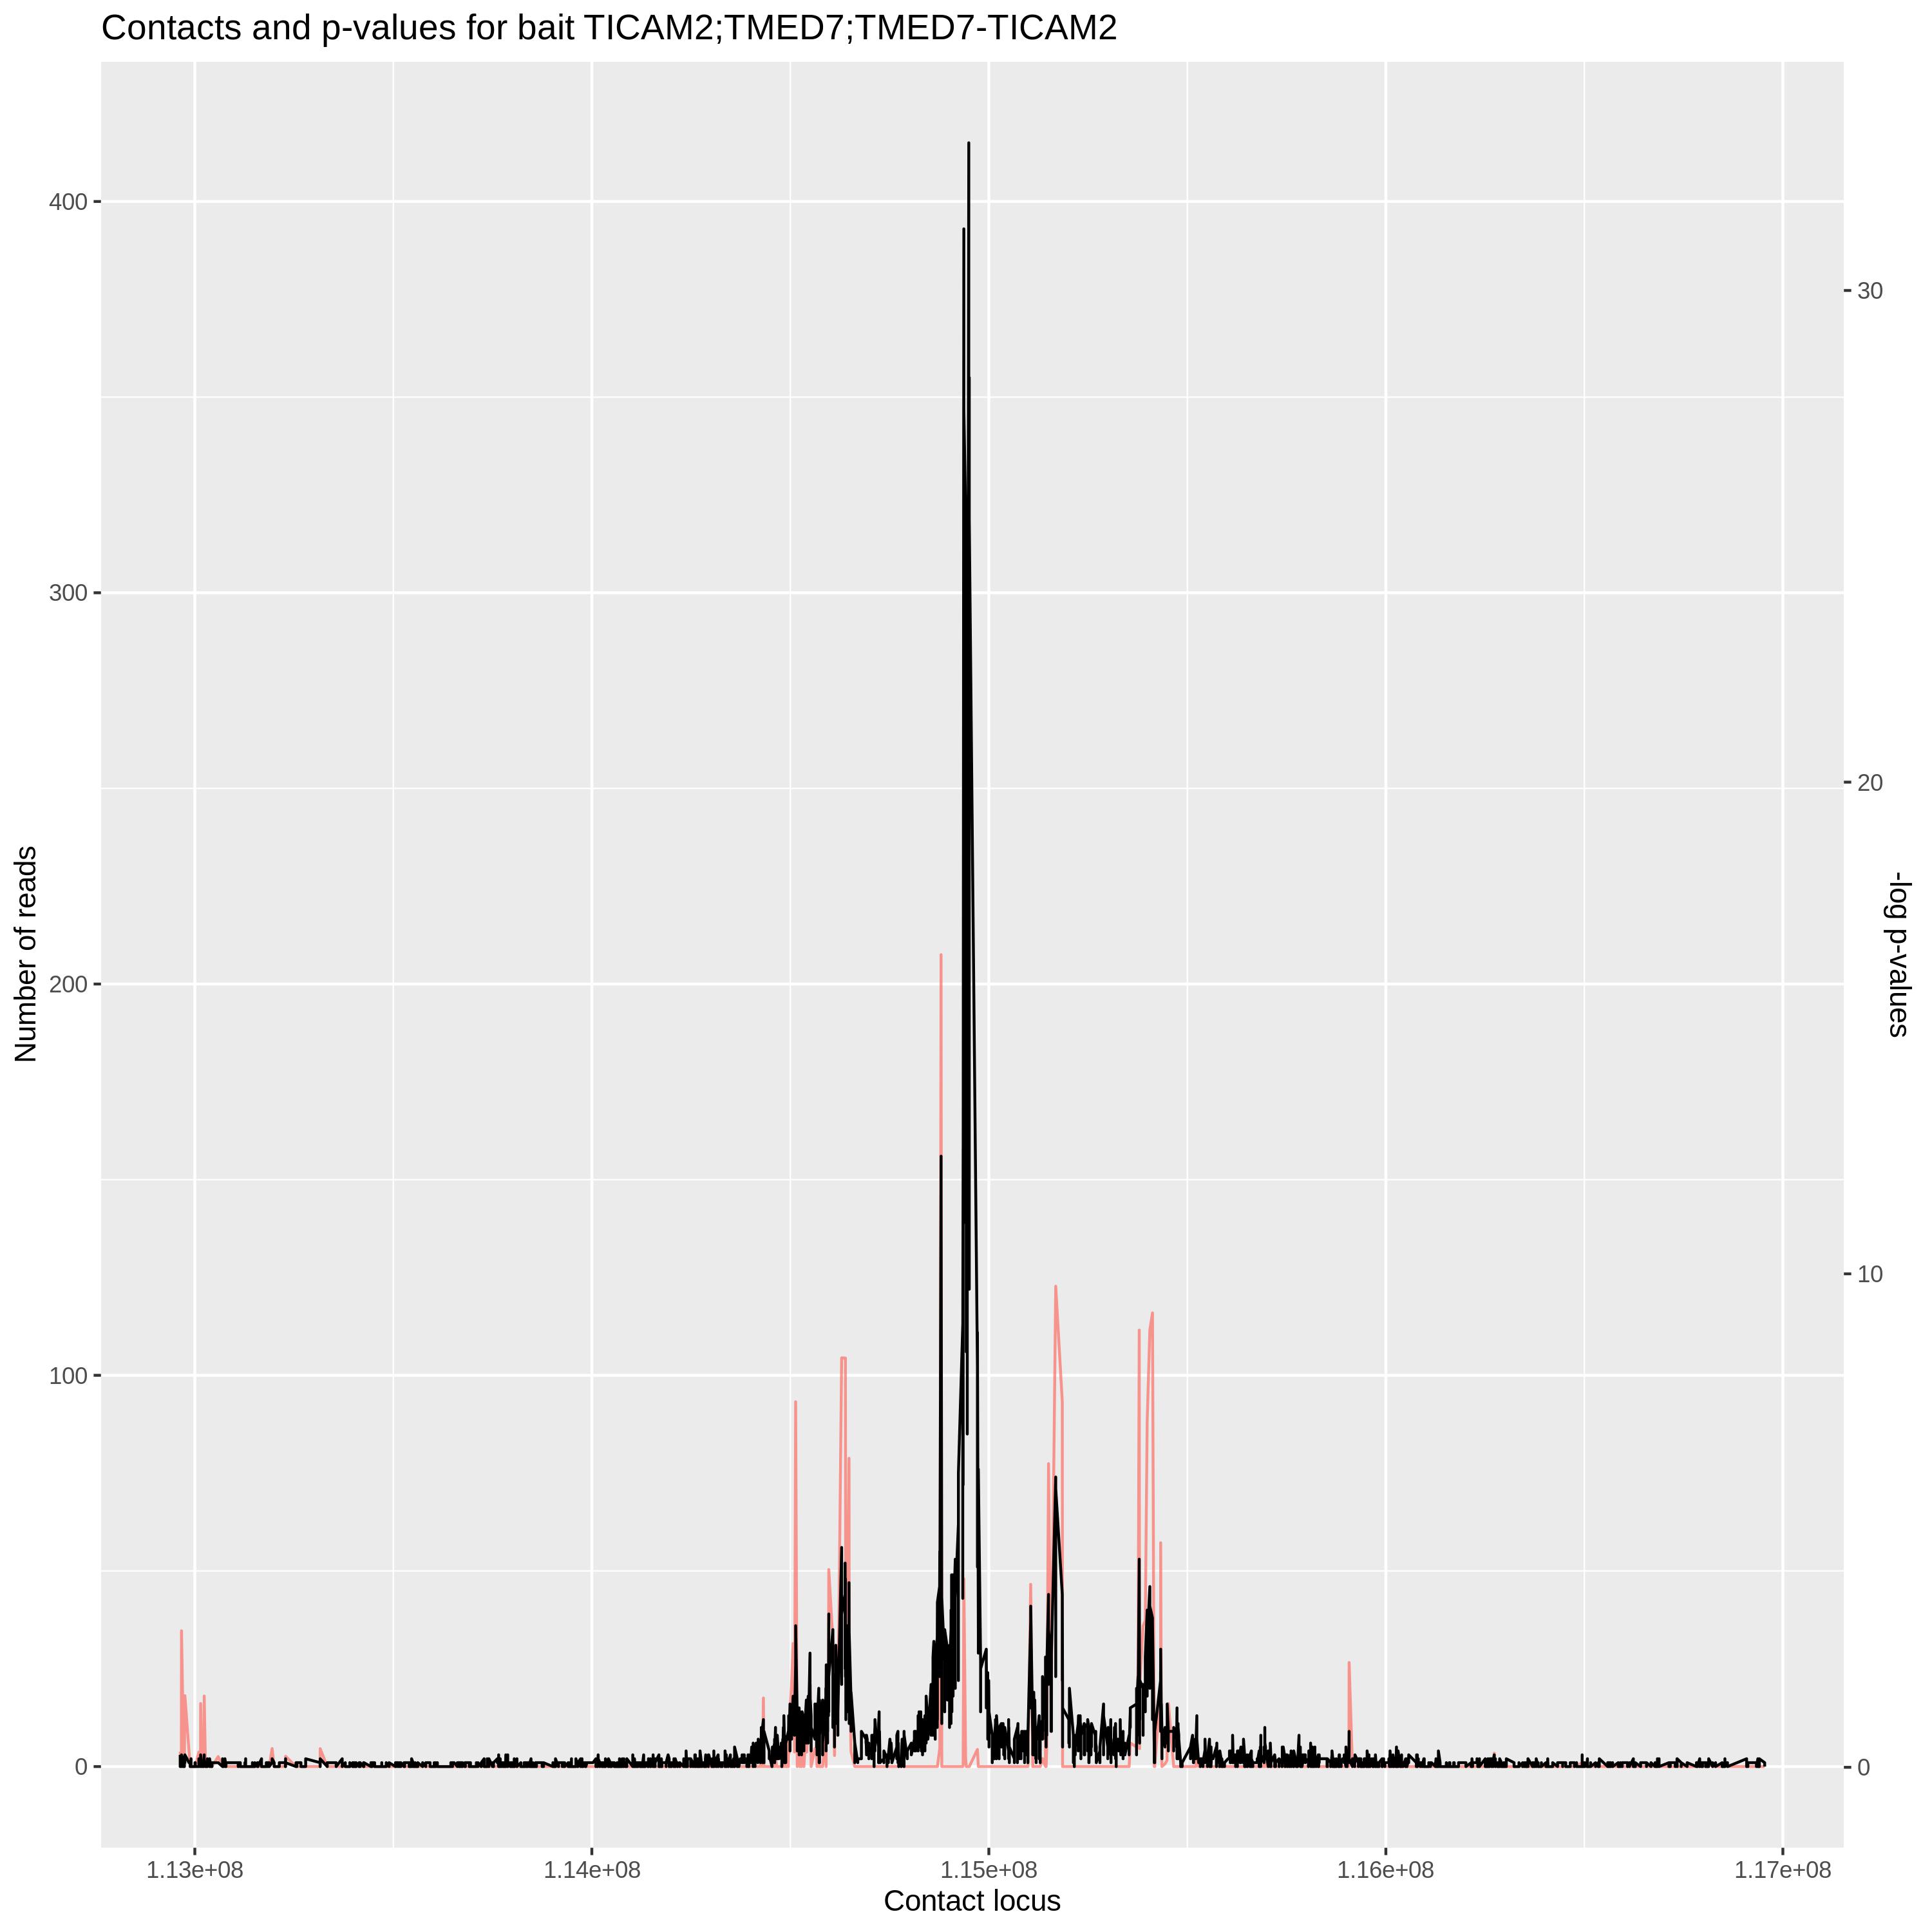 Contacts and p-values for bait TICAM2;TMED7;TMED7-TICAM2
400
300
200
100
0
Number of reads
30
20
10
0
-log p-values
1.13e+08 1.14e+08 1.15e+08 1.16e+08 1.17e+08
Contact locus